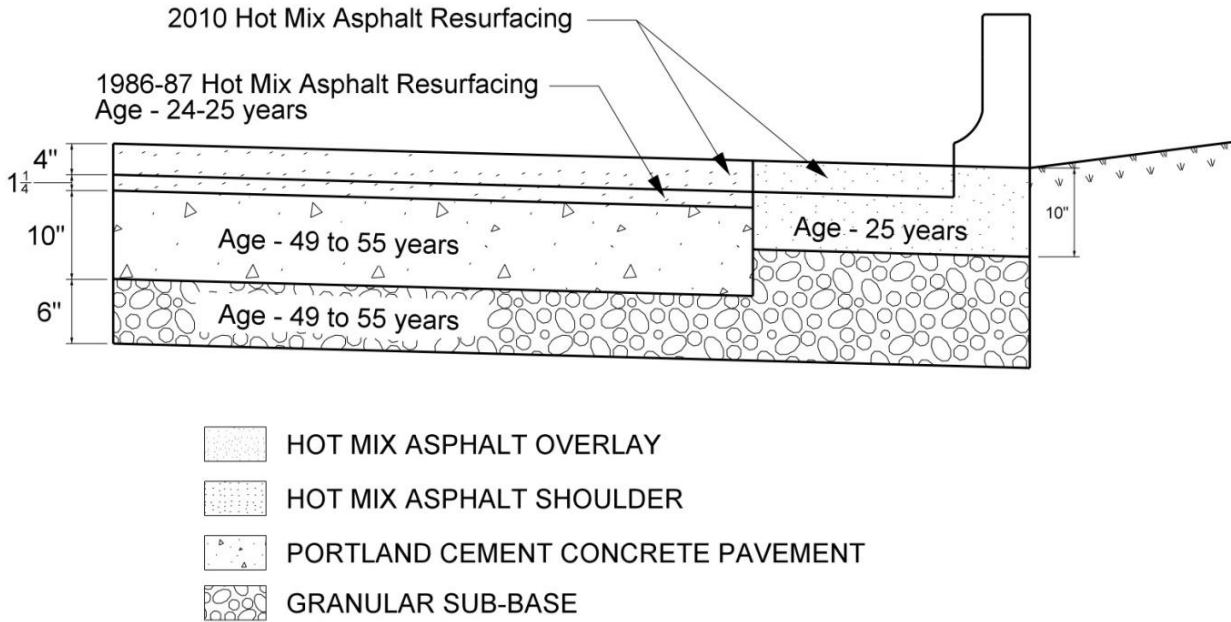 2010 Hot Mix Asphalt Resurfacing
1986-87 Hot Mix Asphalt Resurfacing
Age - 24-25 years
4"
1 1/4
10"
6"
Age - 49 to 55 years
Age - 49 to 55 years
Age - 25 years
10"
HOT MIX ASPHALT OVERLAY
HOT MIX ASPHALT SHOULDER
PORTLAND CEMENT CONCRETE PAVEMENT
GRANULAR SUB-BASE